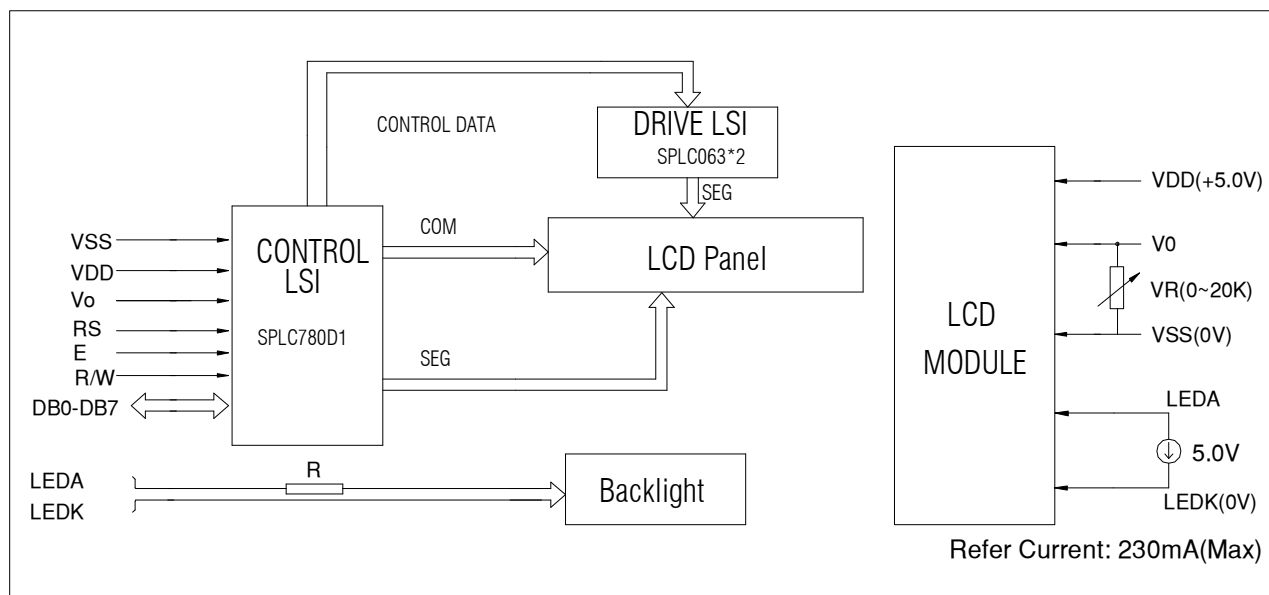 CONTROL DATA
DRIVE LSI
SPLC063*2
SEG
COM
LCD Panel
SEG
VSS
VDD
Vo
RS
E
R/W
DB0-DB7
CONTROL
LSI
SPLC780D1
LEDA
LEDK
R
Backlight
LCD
MODULE
VDD(+5.0V)
V0
VR(0~20K)
VSS(0V)
LEDA
5.0V
LEDK(0V)
Refer Current: 230mA(Max)